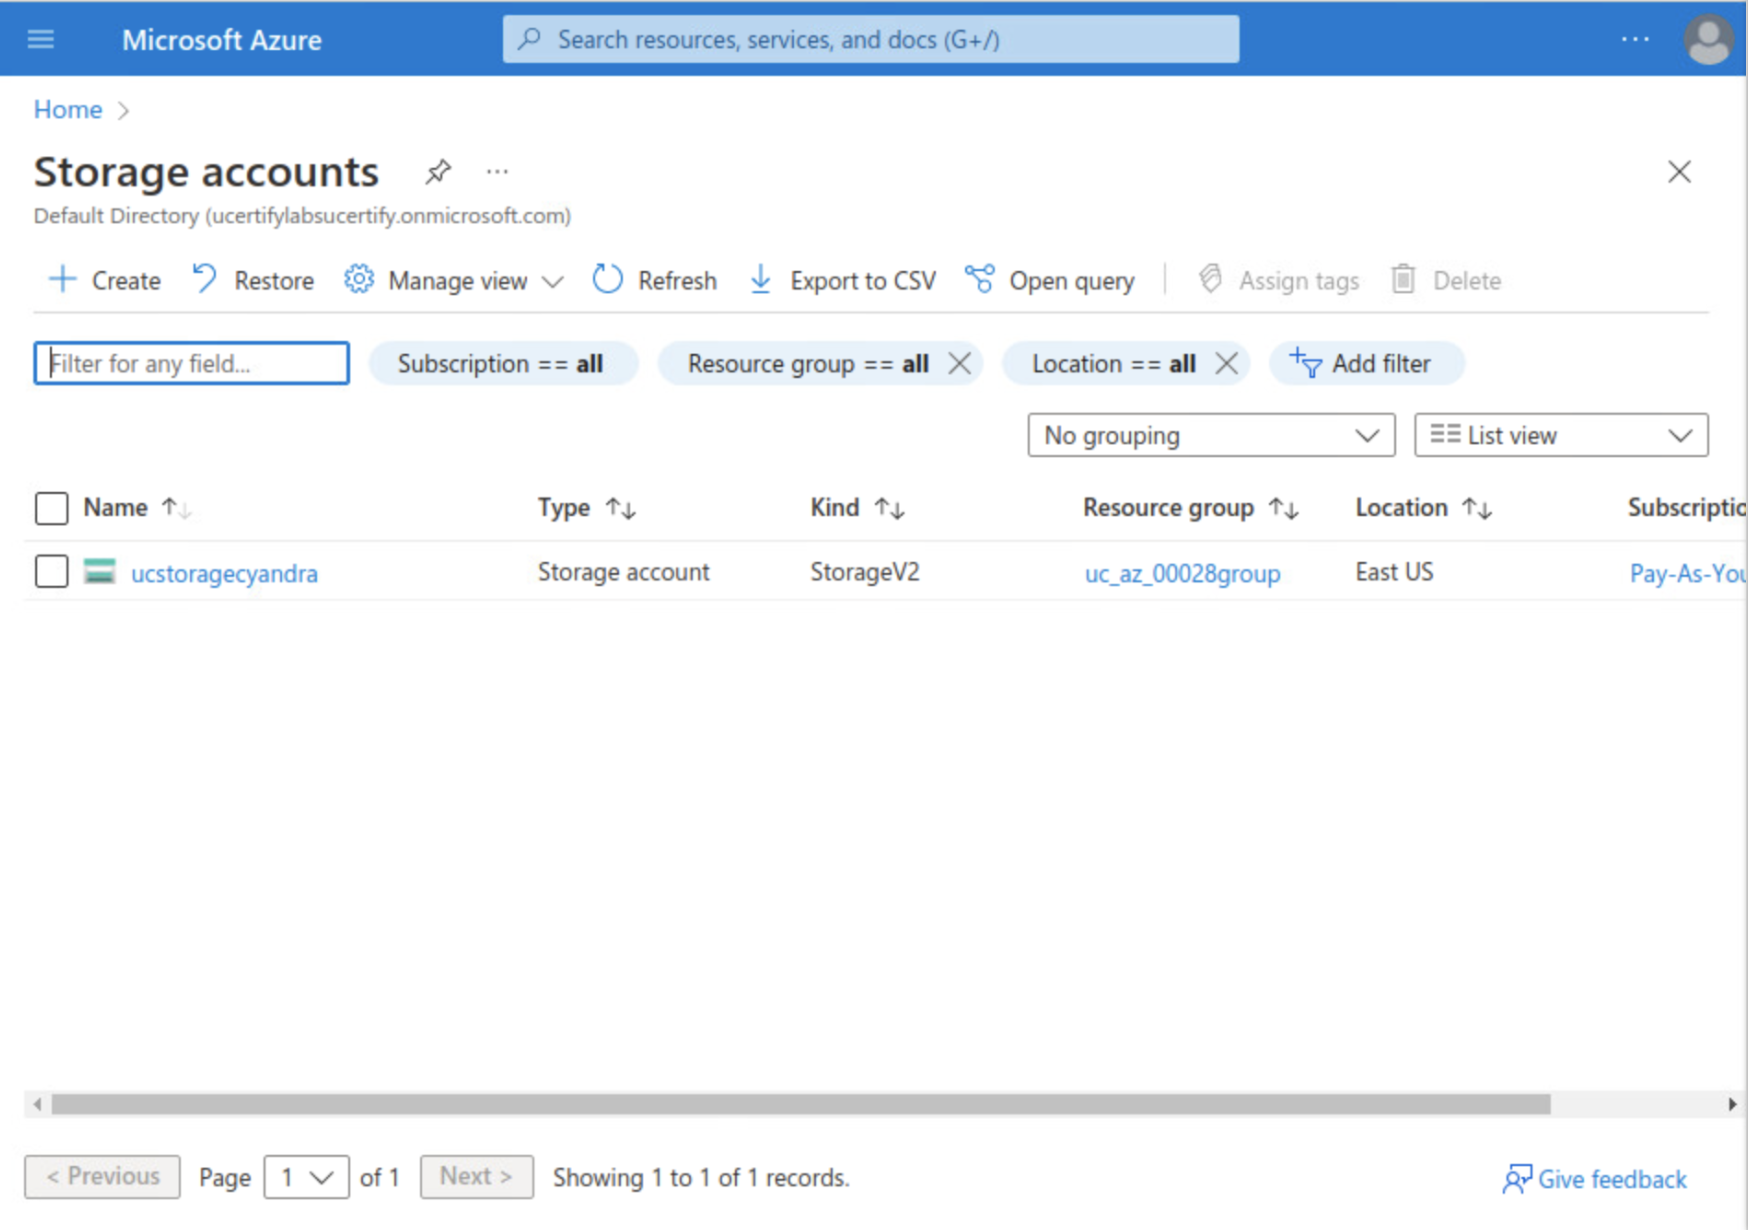 Microsoft Azure
Search resources, services, and docs (G+/)
...
Home >
Storage accounts ...
Default Directory (ucertifylabsucertify.onmicrosoft.com)
+ Create Restore Manage view Refresh Export to CSV Open query Assign tags Delete
Filter for any field... Subscription == all Resource group == all Location == all Add filter
No grouping List view
Name Type Kind Resource group Location Subscriptio
ucstoragecyandra Storage account StorageV2 uc_az_00028group East US Pay-As-You
< Previous Page 1 of 1 Next > Showing 1 to 1 of 1 records. Give feedback